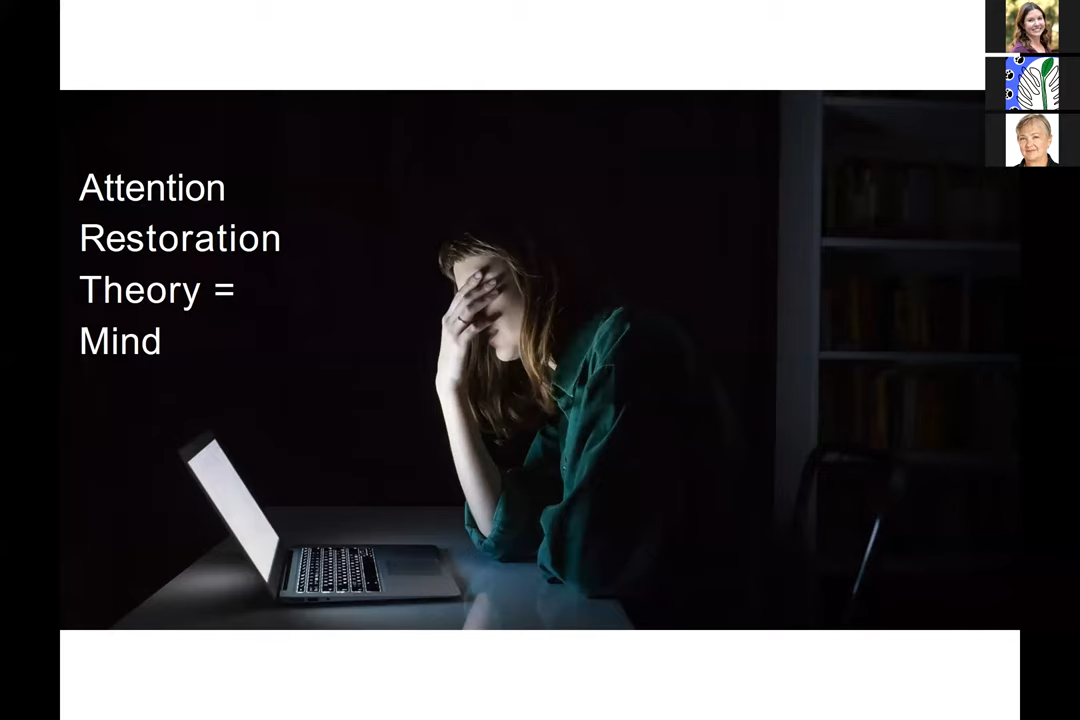 Attention
Restoration
Theory =
Mind